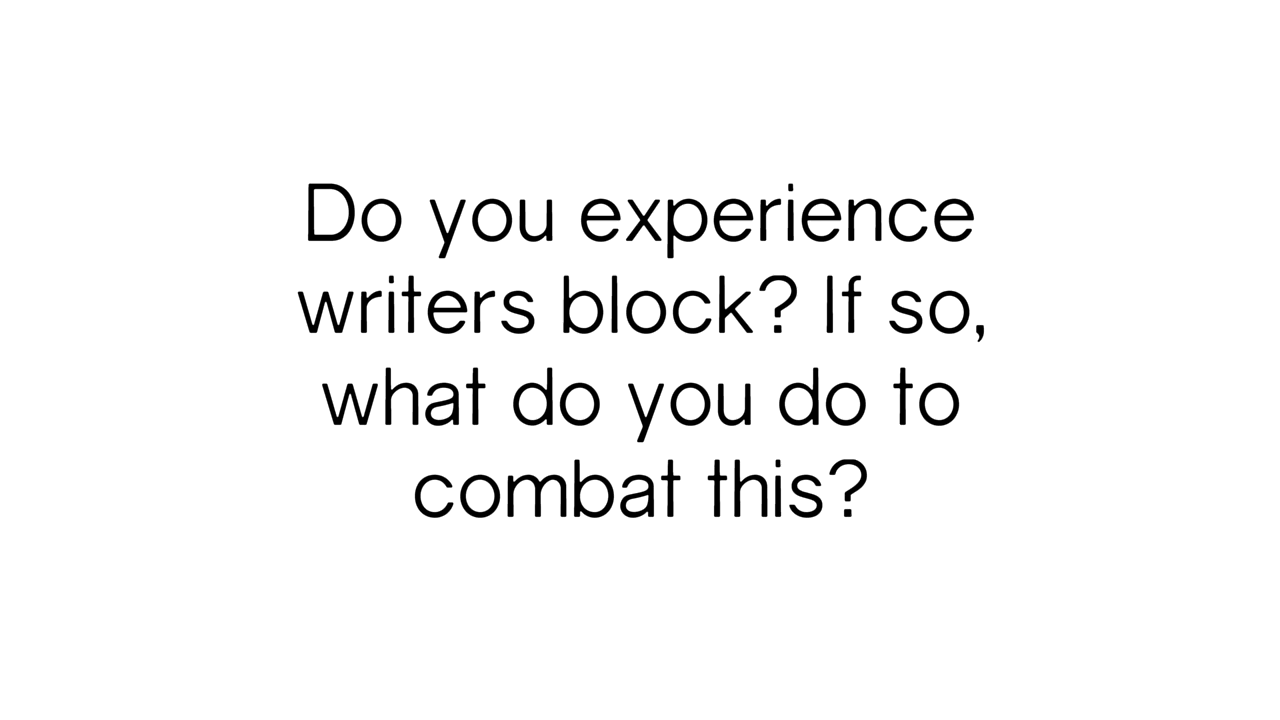 Do you experience
writers block? If so,
what do you do to
combat this?